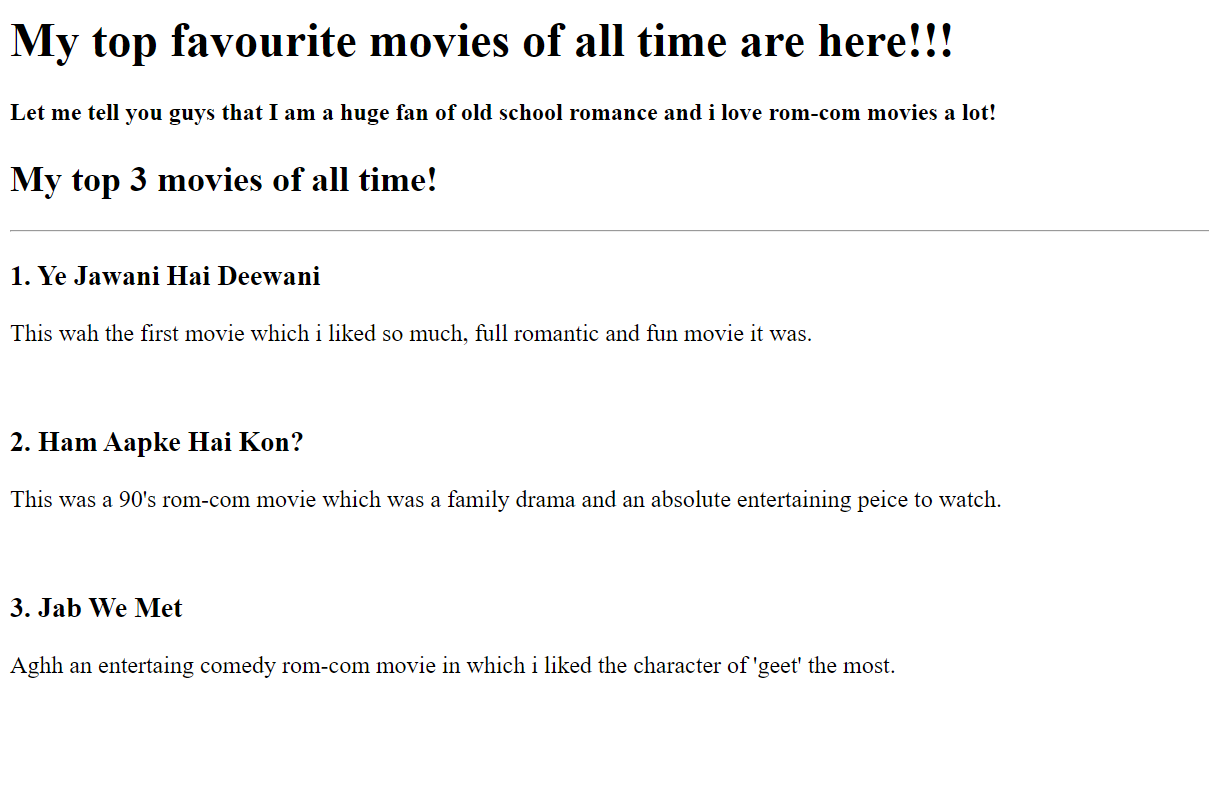 My top favourite movies of all time are here!!!
Let me tell you guys that I am a huge fan of old school romance and i love rom-com movies a lot!
My top 3 movies of all time!
1. Ye Jawani Hai Deewani
This wah the first movie which i liked so much, full romantic and fun movie it was.
2. Ham Aapke Hai Kon?
This was a 90's rom-com movie which was a family drama and an absolute entertaining peice to watch.
3. Jab We Met
Aghh an entertaing comedy rom-com movie in which i liked the character of 'geet' the most.